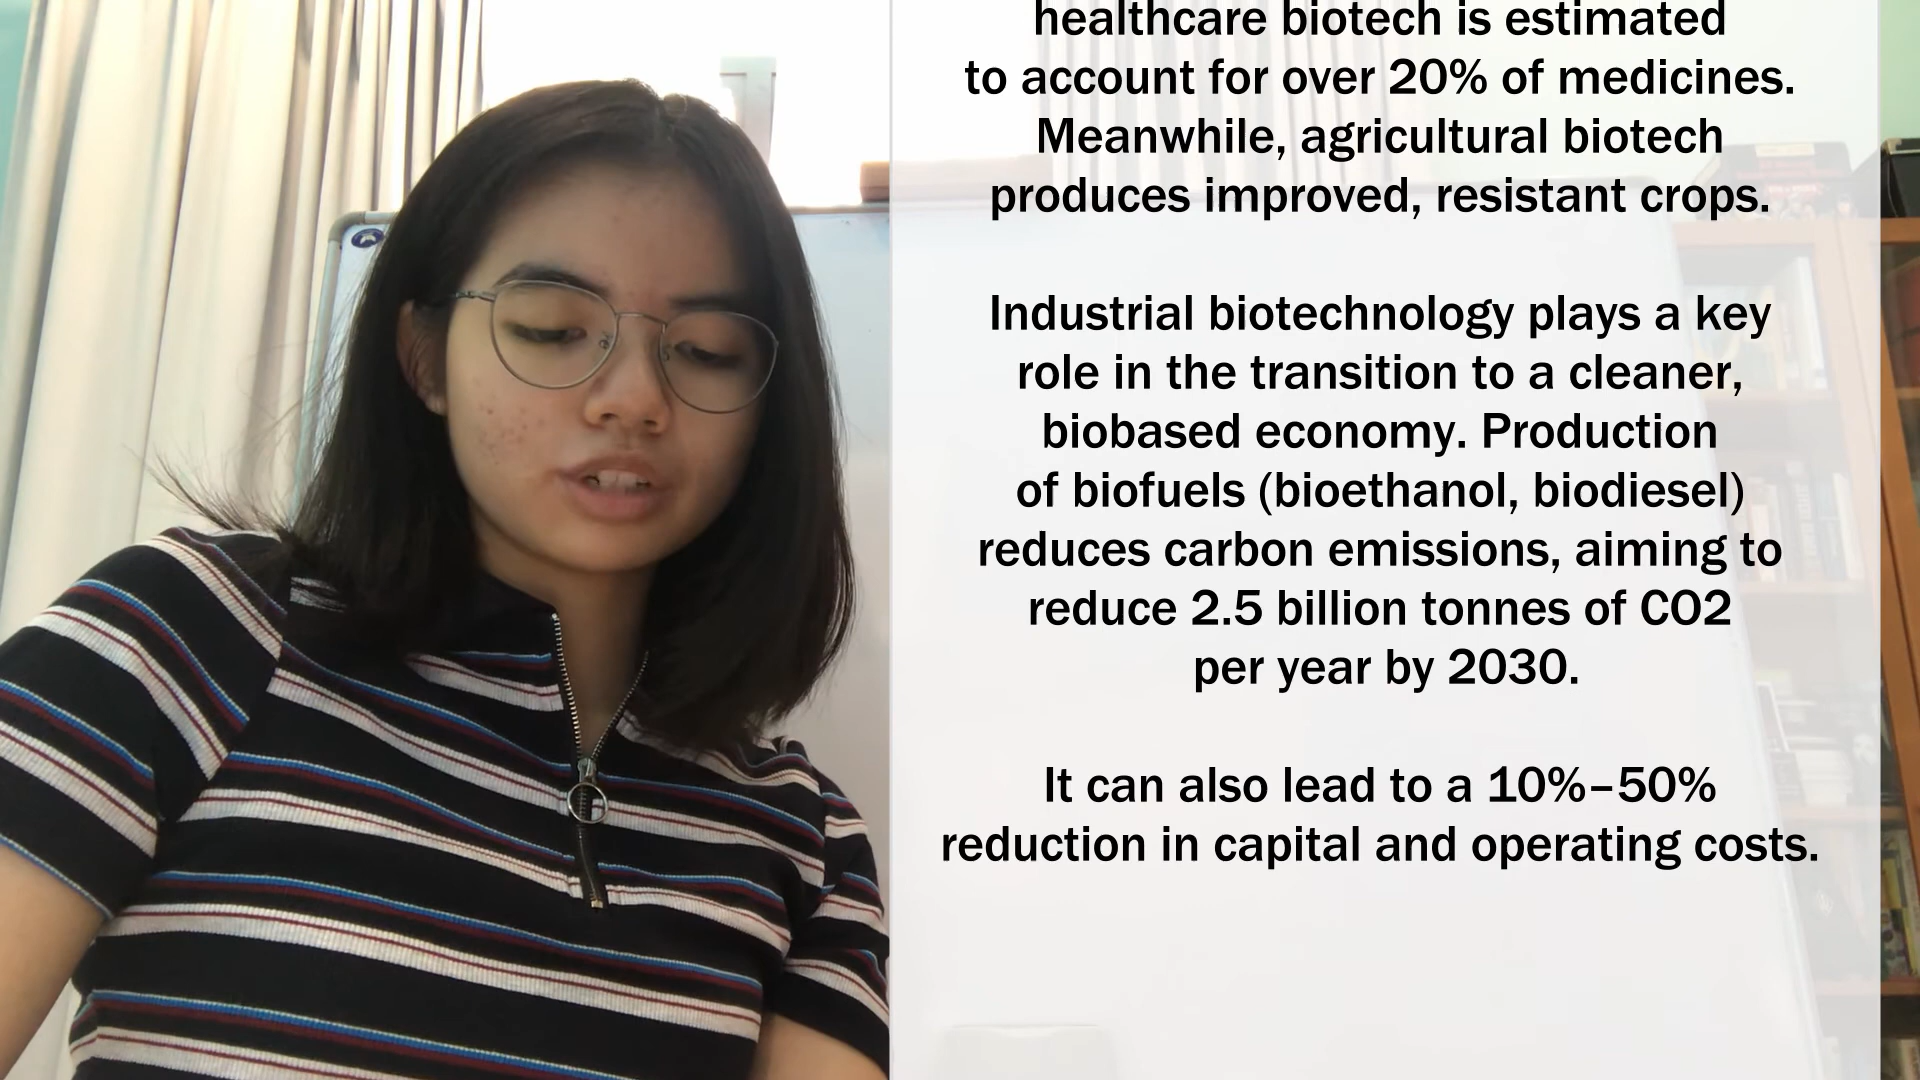 healthcare biotech is estimated
to account for over 20% of medicines.
Meanwhile, agricultural biotech
produces improved, resistant crops.
Industrial biotechnology plays a key
role in the transition to a cleaner,
biobased economy. Production
of biofuels (bioethanol, biodiesel)
reduces carbon emissions, aiming to
reduce 2.5 billion tonnes of CO2
per year by 2030.
It can also lead to a 10%–50%
reduction in capital and operating costs.